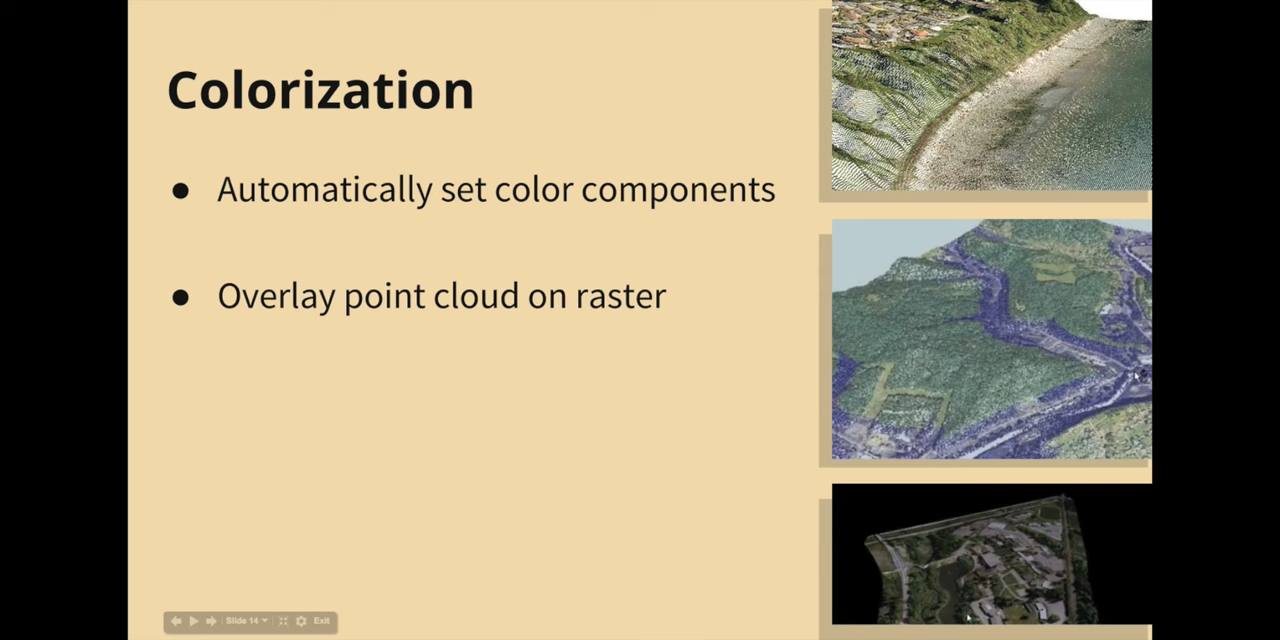 Colorization
● Automatically set color components
● Overlay point cloud on raster
Slide 14
Exit